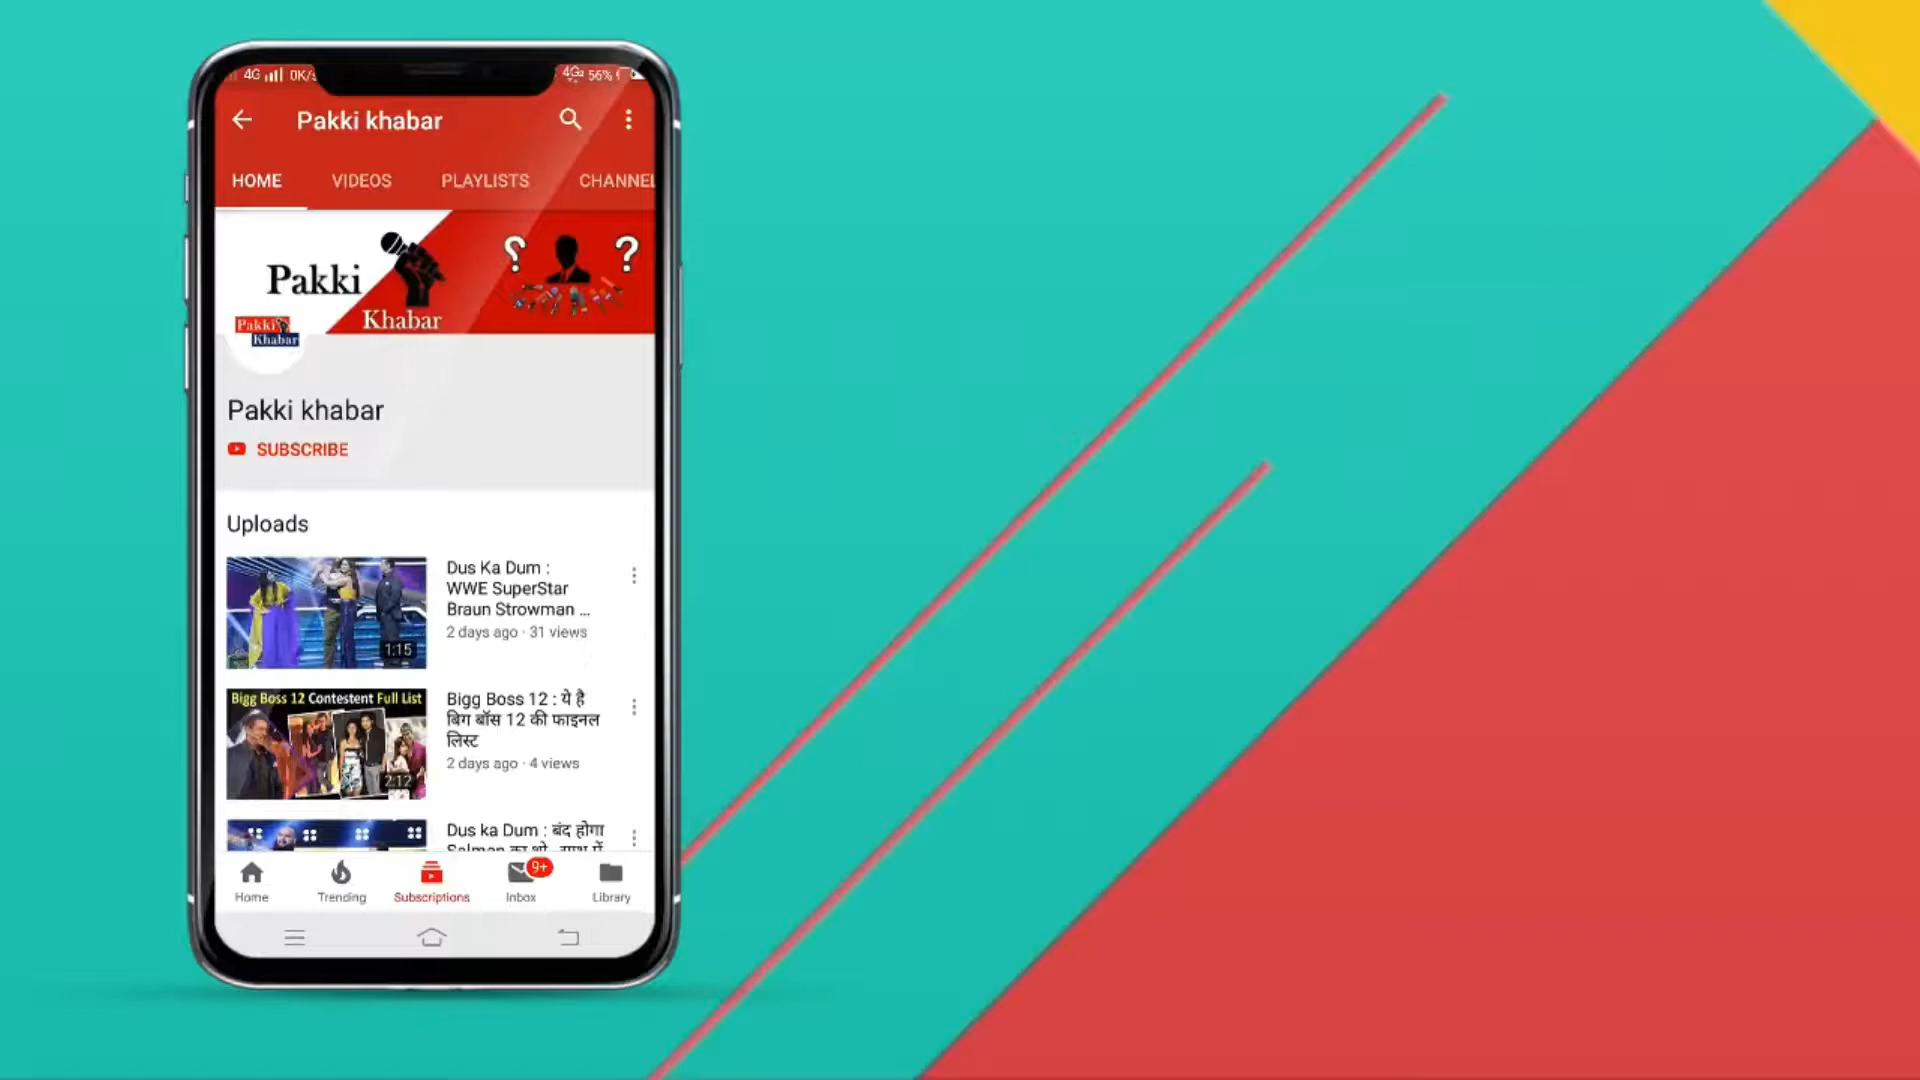 4G 0K/s 4G 56%
Pakki khabar
HOME VIDEOS PLAYLISTS CHANNEL
Pakki
Khabar
? ?
Pakki
Khabar
Pakki khabar
SUBSCRIBE
Uploads
Dus Ka Dum :
WWE SuperStar
Braun Strowman ...
2 days ago · 31 views
1:15
Bigg Boss 12 Contestent Full List
Bigg Boss 12 : ये है
बिग बॉस 12 की फाइनल
लिस्ट
2 days ago · 4 views
2:12
Dus ka Dum : बंद होगा
Salman का शो
9+
Home Trending Subscriptions Inbox Library